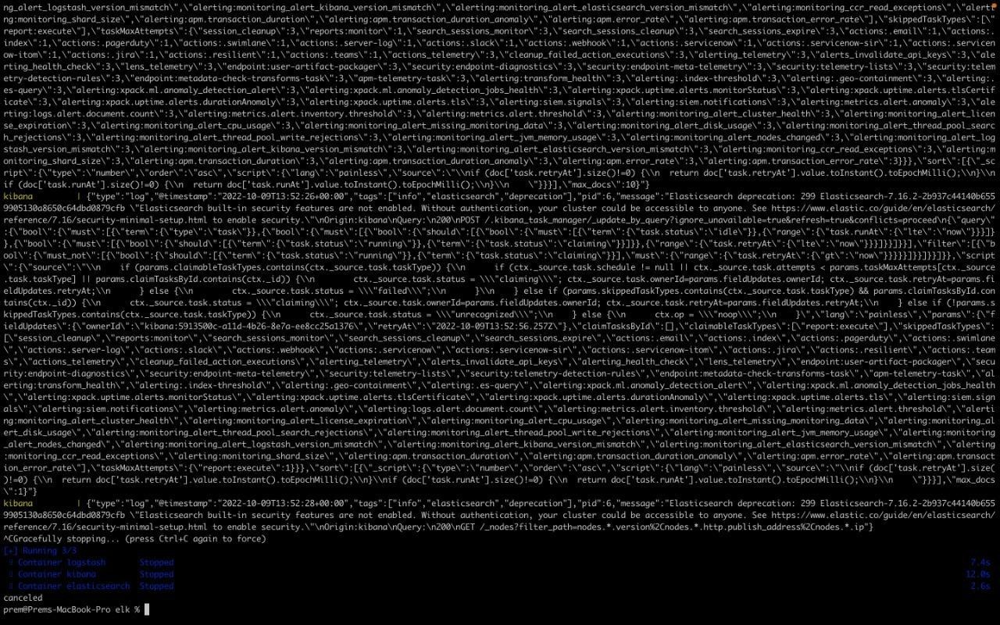 ng_alert_logstash_version_mismatch\",\"alerting:monitoring_alert_kibana_version_mismatch\",\"alerting:monitoring_alert_elasticsearch_version_mismatch\",\"alerting:monitoring_ccr_read_exceptions\",\"alerti
ng:monitoring_shard_size\",\"alerting:apm.transaction_duration\",\"alerting:apm.transaction_duration_anomaly\",\"alerting:apm.error_rate\",\"alerting:apm.transaction_error_rate\"],\"skippedTaskTypes\":[\"
report:execute\"],\"taskMaxAttempts\":{\"session_cleanup\":3,\"reports:monitor\":1,\"search_sessions_monitor\":3,\"search_sessions_cleanup\":3,\"search_sessions_expire\":3,\"actions:.email\":1,\"actions:.
index\":1,\"actions:.pagerduty\":1,\"actions:.swimlane\":1,\"actions:.server-log\":1,\"actions:.slack\":1,\"actions:.webhook\":1,\"actions:.servicenow\":1,\"actions:.servicenow-sir\":1,\"actions:.servicen
ow-itom\":1,\"actions:.jira\":1,\"actions:.resilient\":1,\"actions:.teams\":1,\"actions_telemetry\":3,\"cleanup_failed_action_executions\":3,\"alerting_telemetry\":3,\"alerts_invalidate_api_keys\":3,\"ale
rting_health_check\":3,\"lens_telemetry\":3,\"endpoint:user-artifact-packager\":3,\"security:endpoint-diagnostics\":3,\"security:endpoint-meta-telemetry\":3,\"security:telemetry-lists\":3,\"security:telem
etry-detection-rules\":3,\"endpoint:metadata-check-transforms-task\":3,\"apm-telemetry-task\":3,\"alerting:transform_health\":3,\"alerting:.index-threshold\":3,\"alerting:.geo-containment\":3,\"alerting:.
es-query\":3,\"alerting:xpack.ml.anomaly_detection_alert\":3,\"alerting:xpack.ml.anomaly_detection_jobs_health\":3,\"alerting:xpack.uptime.alerts.monitorStatus\":3,\"alerting:xpack.uptime.alerts.tlsCertif
icate\":3,\"alerting:xpack.uptime.alerts.durationAnomaly\":3,\"alerting:xpack.uptime.alerts.tls\":3,\"alerting:siem.signals\":3,\"alerting:siem.notifications\":3,\"alerting:metrics.alert.anomaly\":3,\"ale
rting:logs.alert.document.count\":3,\"alerting:metrics.alert.inventory.threshold\":3,\"alerting:metrics.alert.threshold\":3,\"alerting:monitoring_alert_cluster_health\":3,\"alerting:monitoring_alert_licen
se_expiration\":3,\"alerting:monitoring_alert_cpu_usage\":3,\"alerting:monitoring_alert_missing_monitoring_data\":3,\"alerting:monitoring_alert_disk_usage\":3,\"alerting:monitoring_alert_thread_pool_searc
h_rejections\":3,\"alerting:monitoring_alert_thread_pool_write_rejections\":3,\"alerting:monitoring_alert_jvm_memory_usage\":3,\"alerting:monitoring_alert_nodes_changed\":3,\"alerting:monitoring_alert_log
stash_version_mismatch\":3,\"alerting:monitoring_alert_kibana_version_mismatch\":3,\"alerting:monitoring_alert_elasticsearch_version_mismatch\":3,\"alerting:monitoring_ccr_read_exceptions\":3,\"alerting:m
onitoring_shard_size\":3,\"alerting:apm.transaction_duration\":3,\"alerting:apm.transaction_duration_anomaly\":3,\"alerting:apm.error_rate\":3,\"alerting:apm.transaction_error_rate\":3}}},\"sort\":[{\"_sc
ript\":{\"type\":\"number\",\"order\":\"asc\",\"script\":{\"lang\":\"painless\",\"source\":\"\\nif (doc['task.retryAt'].size()!=0) {\\n  return doc['task.retryAt'].value.toInstant().toEpochMilli();\\n}\\n
if (doc['task.runAt'].size()!=0) {\\n  return doc['task.runAt'].value.toInstant().toEpochMilli();\\n}\\n    \"}}}],\"max_docs\":10}"}
kibana         | {"type":"log","@timestamp":"2022-10-09T13:52:26+00:00","tags":["info","elasticsearch","deprecation"],"pid":6,"message":"Elasticsearch deprecation: 299 Elasticsearch-7.16.2-2b937c44140b655
9905130a8650c64dbd0879cfb \"Elasticsearch built-in security features are not enabled. Without authentication, your cluster could be accessible to anyone. See https://www.elastic.co/guide/en/elasticsearch/
reference/7.16/security-minimal-setup.html to enable security.\"\nOrigin:kibana\nQuery:\n200\nPOST /.kibana_task_manager/_update_by_query?ignore_unavailable=true&refresh=true&conflicts=proceed\n{\"query\"
:{\"bool\":{\"must\":[{\"term\":{\"type\":\"task\"}},{\"bool\":{\"must\":[{\"bool\":{\"should\":[{\"bool\":{\"must\":[{\"term\":{\"task.status\":\"idle\"}},{\"range\":{\"task.runAt\":{\"lte\":\"now\"}}}]}
},{\"bool\":{\"must\":[{\"bool\":{\"should\":[{\"term\":{\"task.status\":\"running\"}},{\"term\":{\"task.status\":\"claiming\"}}]}},{\"range\":{\"task.retryAt\":{\"lte\":\"now\"}}}]}}]}}],\"filter\":[{\"b
ool\":{\"must_not\":[{\"bool\":{\"should\":[{\"term\":{\"task.status\":\"running\"}},{\"term\":{\"task.status\":\"claiming\"}}],\"must\":{\"range\":{\"task.retryAt\":{\"gt\":\"now\"}}}}}]}}]}}]}},\"script
\":{\"source\":\"\\n    if (params.claimableTaskTypes.contains(ctx._source.task.taskType)) {\\n      if (ctx._source.task.schedule != null || ctx._source.task.attempts < params.taskMaxAttempts[ctx._source
.task.taskType] || params.claimTasksById.contains(ctx._id)) {\\n        ctx._source.task.status = \\\"claiming\\\"; ctx._source.task.ownerId=params.fieldUpdates.ownerId; ctx._source.task.retryAt=params.fi
eldUpdates.retryAt;\\n      } else {\\n        ctx._source.task.status = \\\"failed\\\";\\n      }\\n    } else if (params.skippedTaskTypes.contains(ctx._source.task.taskType) && params.claimTasksById.con
tains(ctx._id)) {\\n      ctx._source.task.status = \\\"claiming\\\"; ctx._source.task.ownerId=params.fieldUpdates.ownerId; ctx._source.task.retryAt=params.fieldUpdates.retryAt;\\n    } else if (!params.s
kippedTaskTypes.contains(ctx._source.task.taskType)) {\\n      ctx._source.task.status = \\\"unrecognized\\\";\\n    } else {\\n      ctx.op = \\\"noop\\\";\\n    }\",\"lang\":\"painless\",\"params\":{\"f
ieldUpdates\":{\"ownerId\":\"kibana:5913500c-a11d-4b26-8e7a-ee8cc25a1376\",\"retryAt\":\"2022-10-09T13:52:56.257Z\"},\"claimTasksById\":[],\"claimableTaskTypes\":[\"report:execute\"],\"skippedTaskTypes\":
[\"session_cleanup\",\"reports:monitor\",\"search_sessions_monitor\",\"search_sessions_cleanup\",\"search_sessions_expire\",\"actions:.email\",\"actions:.index\",\"actions:.pagerduty\",\"actions:.swimlane
\",\"actions:.server-log\",\"actions:.slack\",\"actions:.webhook\",\"actions:.servicenow\",\"actions:.servicenow-sir\",\"actions:.servicenow-itom\",\"actions:.jira\",\"actions:.resilient\",\"actions:.team
s\",\"actions_telemetry\",\"cleanup_failed_action_executions\",\"alerting_telemetry\",\"alerts_invalidate_api_keys\",\"alerting_health_check\",\"lens_telemetry\",\"endpoint:user-artifact-packager\",\"secu
rity:endpoint-diagnostics\",\"security:endpoint-meta-telemetry\",\"security:telemetry-lists\",\"security:telemetry-detection-rules\",\"endpoint:metadata-check-transforms-task\",\"apm-telemetry-task\",\"al
erting:transform_health\",\"alerting:.index-threshold\",\"alerting:.geo-containment\",\"alerting:.es-query\",\"alerting:xpack.ml.anomaly_detection_alert\",\"alerting:xpack.ml.anomaly_detection_jobs_health
\",\"alerting:xpack.uptime.alerts.monitorStatus\",\"alerting:xpack.uptime.alerts.tlsCertificate\",\"alerting:xpack.uptime.alerts.durationAnomaly\",\"alerting:xpack.uptime.alerts.tls\",\"alerting:siem.sign
als\",\"alerting:siem.notifications\",\"alerting:metrics.alert.anomaly\",\"alerting:logs.alert.document.count\",\"alerting:metrics.alert.inventory.threshold\",\"alerting:metrics.alert.threshold\",\"alerti
ng:monitoring_alert_cluster_health\",\"alerting:monitoring_alert_license_expiration\",\"alerting:monitoring_alert_cpu_usage\",\"alerting:monitoring_alert_missing_monitoring_data\",\"alerting:monitoring_al
ert_disk_usage\",\"alerting:monitoring_alert_thread_pool_search_rejections\",\"alerting:monitoring_alert_thread_pool_write_rejections\",\"alerting:monitoring_alert_jvm_memory_usage\",\"alerting:monitoring
_alert_nodes_changed\",\"alerting:monitoring_alert_logstash_version_mismatch\",\"alerting:monitoring_alert_kibana_version_mismatch\",\"alerting:monitoring_alert_elasticsearch_version_mismatch\",\"alerting
:monitoring_ccr_read_exceptions\",\"alerting:monitoring_shard_size\",\"alerting:apm.transaction_duration\",\"alerting:apm.transaction_duration_anomaly\",\"alerting:apm.error_rate\",\"alerting:apm.transact
ion_error_rate\"],\"taskMaxAttempts\":{\"report:execute\":1}}},\"sort\":[{\"_script\":{\"type\":\"number\",\"order\":\"asc\",\"script\":{\"lang\":\"painless\",\"source\":\"\\nif (doc['task.retryAt'].size(
)!=0) {\\n  return doc['task.retryAt'].value.toInstant().toEpochMilli();\\n}\\nif (doc['task.runAt'].size()!=0) {\\n  return doc['task.runAt'].value.toInstant().toEpochMilli();\\n}\\n    \"}}}],\"max_docs
\":1}"}
kibana         | {"type":"log","@timestamp":"2022-10-09T13:52:28+00:00","tags":["info","elasticsearch","deprecation"],"pid":6,"message":"Elasticsearch deprecation: 299 Elasticsearch-7.16.2-2b937c44140b655
9905130a8650c64dbd0879cfb \"Elasticsearch built-in security features are not enabled. Without authentication, your cluster could be accessible to anyone. See https://www.elastic.co/guide/en/elasticsearch/
reference/7.16/security-minimal-setup.html to enable security.\"\nOrigin:kibana\nQuery:\n200\nGET /_nodes?filter_path=nodes.*.version%2Cnodes.*.http.publish_address%2Cnodes.*.ip"}
^CGracefully stopping... (press Ctrl+C again to force)
[+] Running 3/3
⠿ Container logstash       Stopped 7.4s
⠿ Container kibana         Stopped 12.0s
⠿ Container elasticsearch  Stopped 2.6s
canceled
prem@Prems-MacBook-Pro elk %